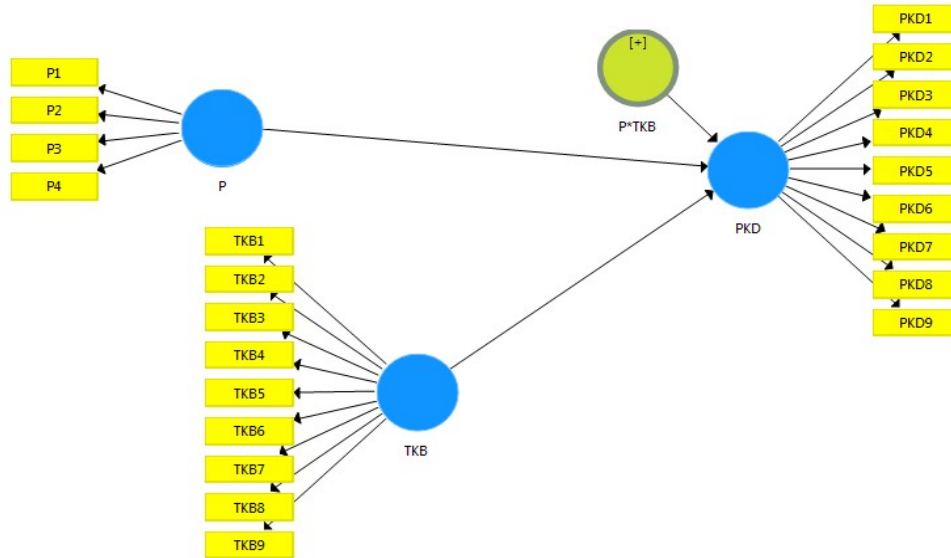 P1
P2
P3
P4
P
[+]
P*TKB
PKD1
PKD2
PKD3
PKD4
PKD5
PKD6
PKD7
PKD8
PKD9
PKD
TKB1
TKB2
TKB3
TKB4
TKB5
TKB6
TKB7
TKB8
TKB9
TKB